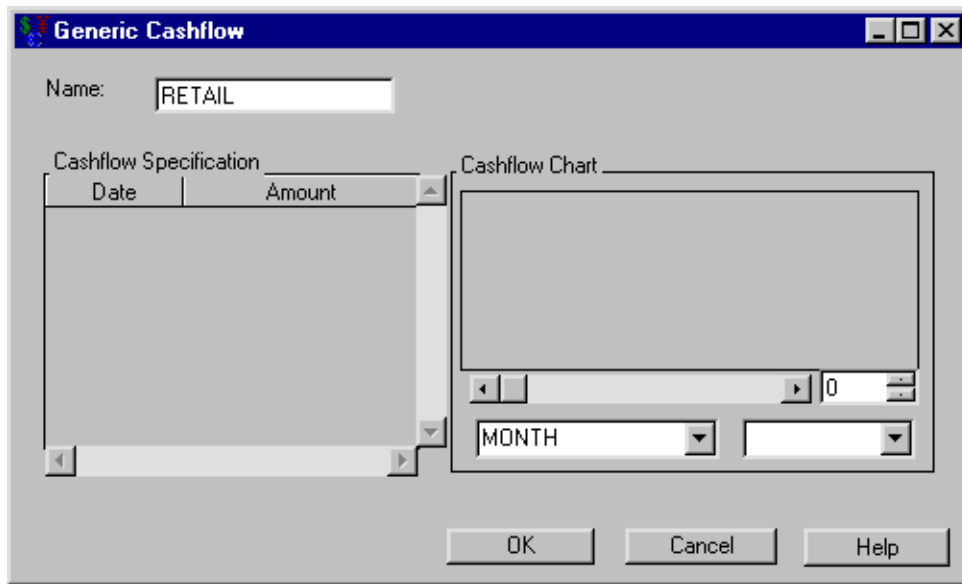 Generic Cashflow
Name: RETAIL
Cashflow Specification
Date Amount
Cashflow Chart
0
MONTH
OK Cancel Help